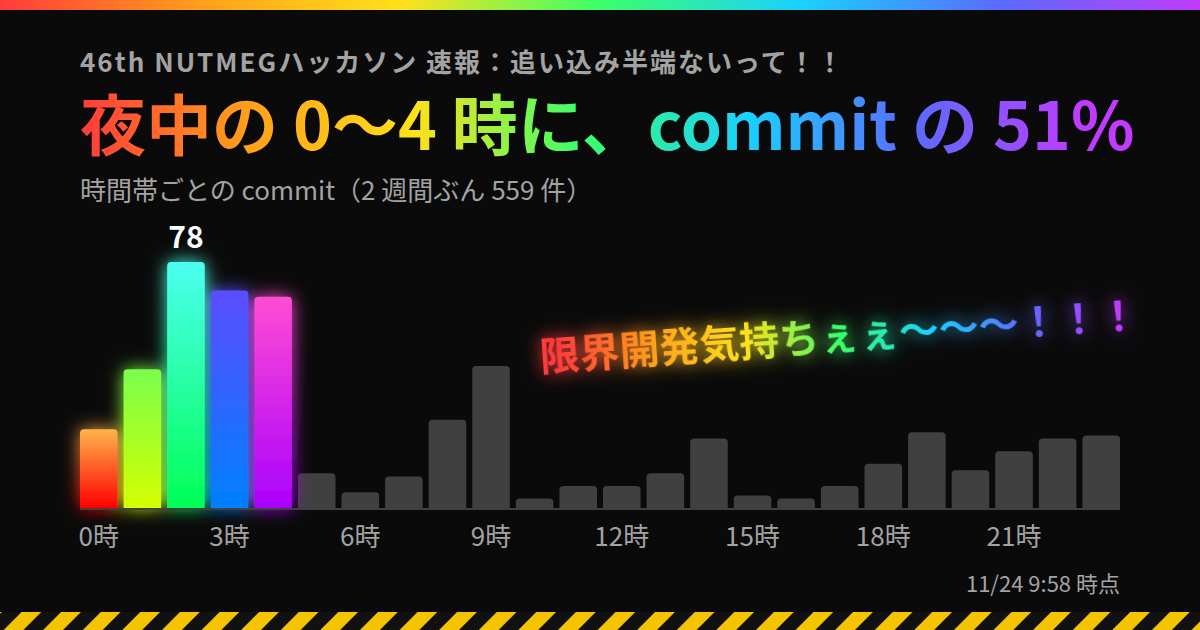 46th NUTMEGハッカソン 速報：追い込み半端ないって！！
夜中の 0〜4 時に、commit の 51%
時間帯ごとの commit（2 週間ぶん 559 件）
78
限界開発気持ちぇぇ〜〜〜！！！
0時 3時 6時 9時 12時 15時 18時 21時
11/24 9:58 時点